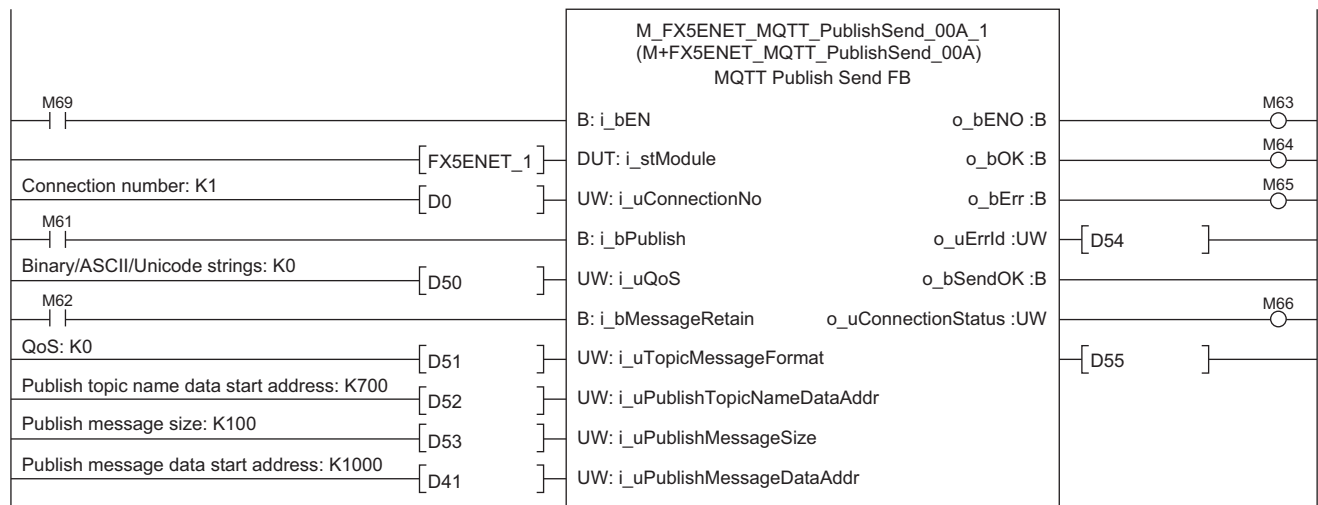 M_FX5ENET_MQTT_PublishSend_00A_1
(M+FX5ENET_MQTT_PublishSend_00A)
MQTT Publish Send FB
M69
B: i_bEN
o_bENO :B
M63
FX5ENET_1
DUT: i_stModule
o_bOK :B
M64
Connection number: K1
D0
UW: i_uConnectionNo
o_bErr :B
M65
M61
B: i_bPublish
o_uErrId :UW
D54
Binary/ASCII/Unicode strings: K0
D50
UW: i_uQoS
o_bSendOK :B
M62
B: i_bMessageRetain
o_uConnectionStatus :UW
M66
QoS: K0
D51
UW: i_uTopicMessageFormat
D55
Publish topic name data start address: K700
D52
UW: i_uPublishTopicNameDataAddr
Publish message size: K100
D53
UW: i_uPublishMessageSize
Publish message data start address: K1000
D41
UW: i_uPublishMessageDataAddr